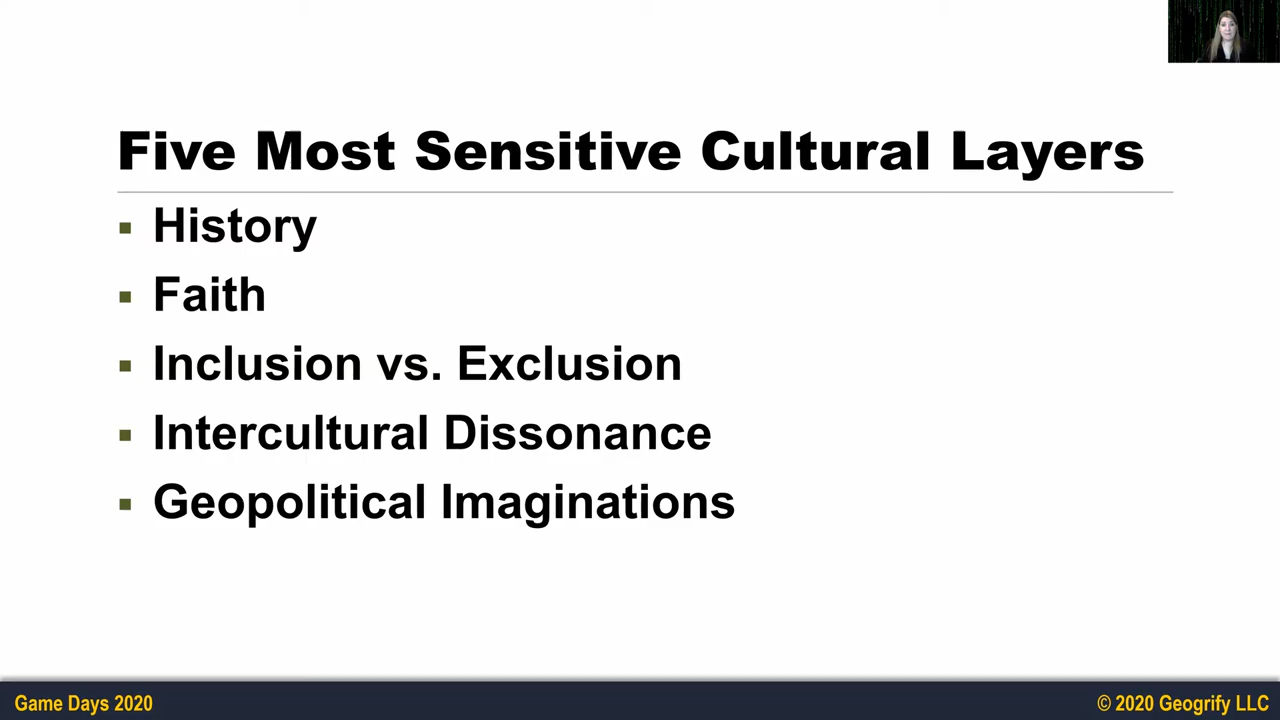 Five Most Sensitive Cultural Layers
History
Faith
Inclusion vs. Exclusion
Intercultural Dissonance
Geopolitical Imaginations
Game Days 2020
© 2020 Geogrify LLC